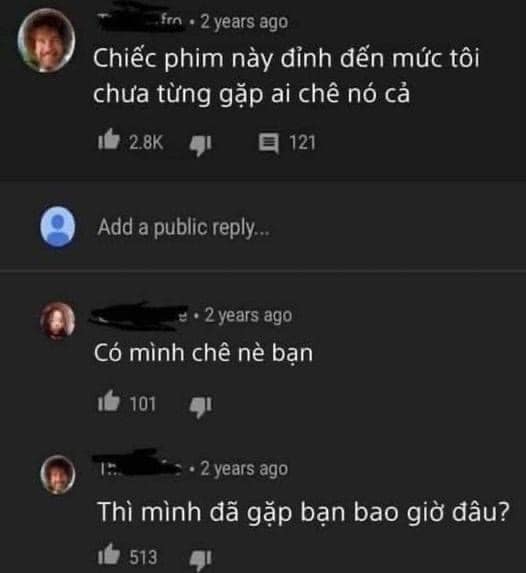 • 2 years ago
Chiếc phim này đỉnh đến mức tôi
chưa từng gặp ai chê nó cả
2.8K 121
Add a public reply...
• 2 years ago
Có mình chê nè bạn
101
• 2 years ago
Thì mình đã gặp bạn bao giờ đâu?
513